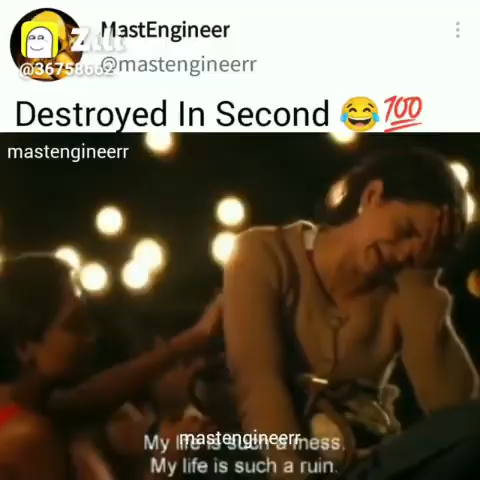 MastEngineer
@mastengineerr
@36758662
Destroyed In Second 😂💯
mastengineerr
My life is such a mess.
mastengineerr
My life is such a ruin.